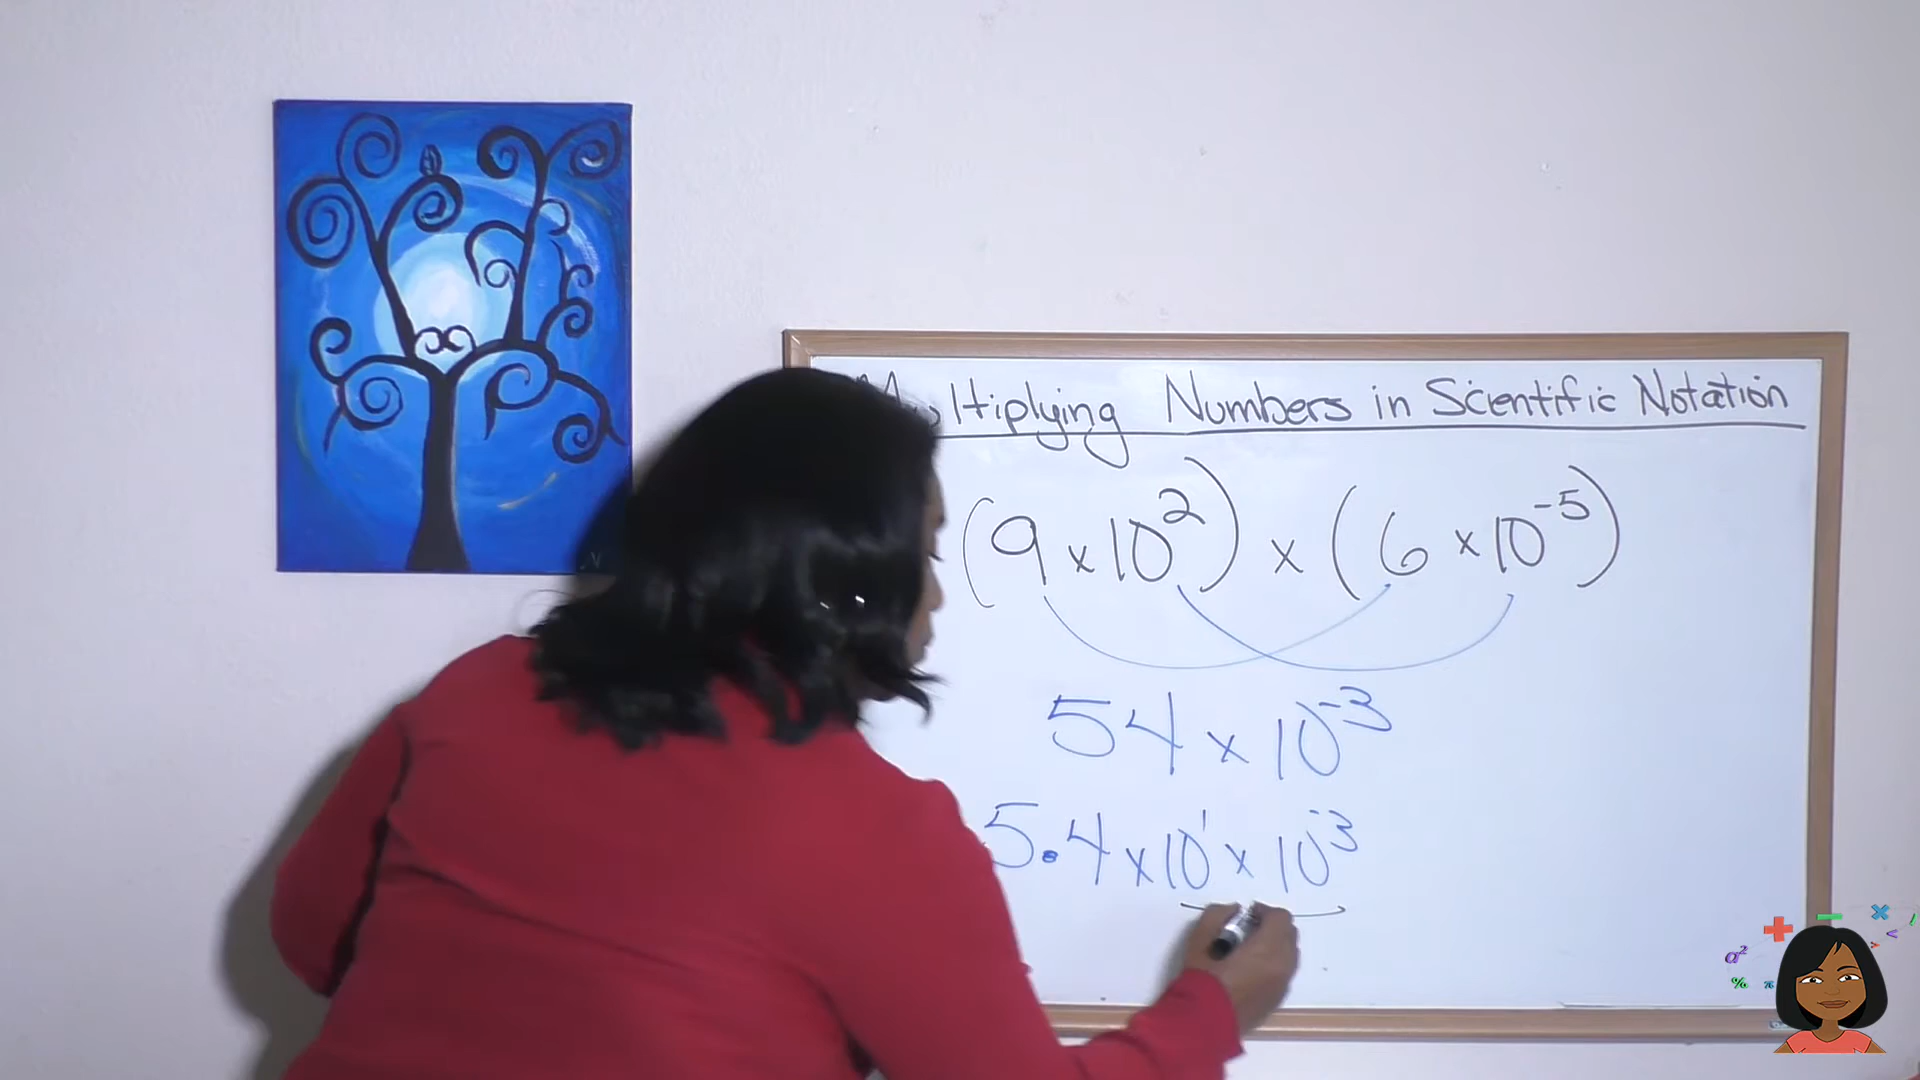 Multiplying Numbers in Scientific Notation
(9 x 10²) x (6 x 10⁻⁵)
54 x 10⁻³
5.4 x 10¹ x 10⁻³